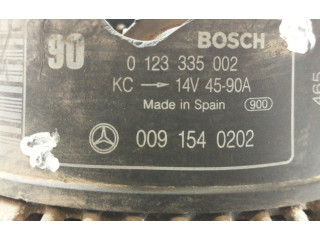 90 BOSCH
0 123 335 002
KC → 14V 45-90A
Made in Spain 900
009 154 0202
465